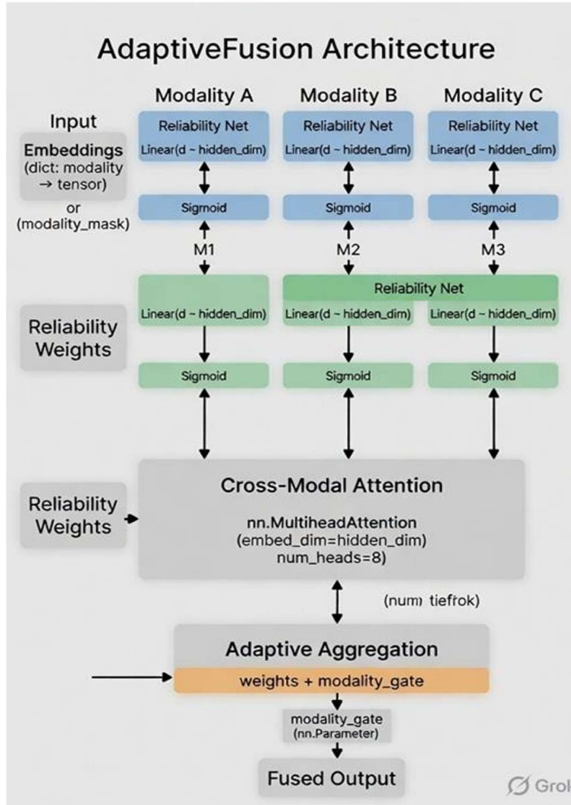 AdaptiveFusion Architecture
Modality A
Modality B
Modality C
Input
Embeddings
(dict: modality
→ tensor)
or
(modality_mask)
Reliability Net
Linear(d ~ hidden_dim)
Reliability Net
Linear(d ~ hidden_dim)
Reliability Net
Linear(d ~ hidden_dim)
Sigmoid
Sigmoid
Sigmoid
M1
M2
M3
Reliability
Weights
Reliability Net
Linear(d ~ hidden_dim)
Linear(d ~ hidden_dim)
Linear(d ~ hidden_dim)
Sigmoid
Sigmoid
Sigmoid
Reliability
Weights
Cross-Modal Attention
nn.MultiheadAttention
(embed_dim=hidden_dim)
num_heads=8)
(num)
Adaptive Aggregation
weights + modality_gate
modality_gate
(nn.Parameter)
Fused Output